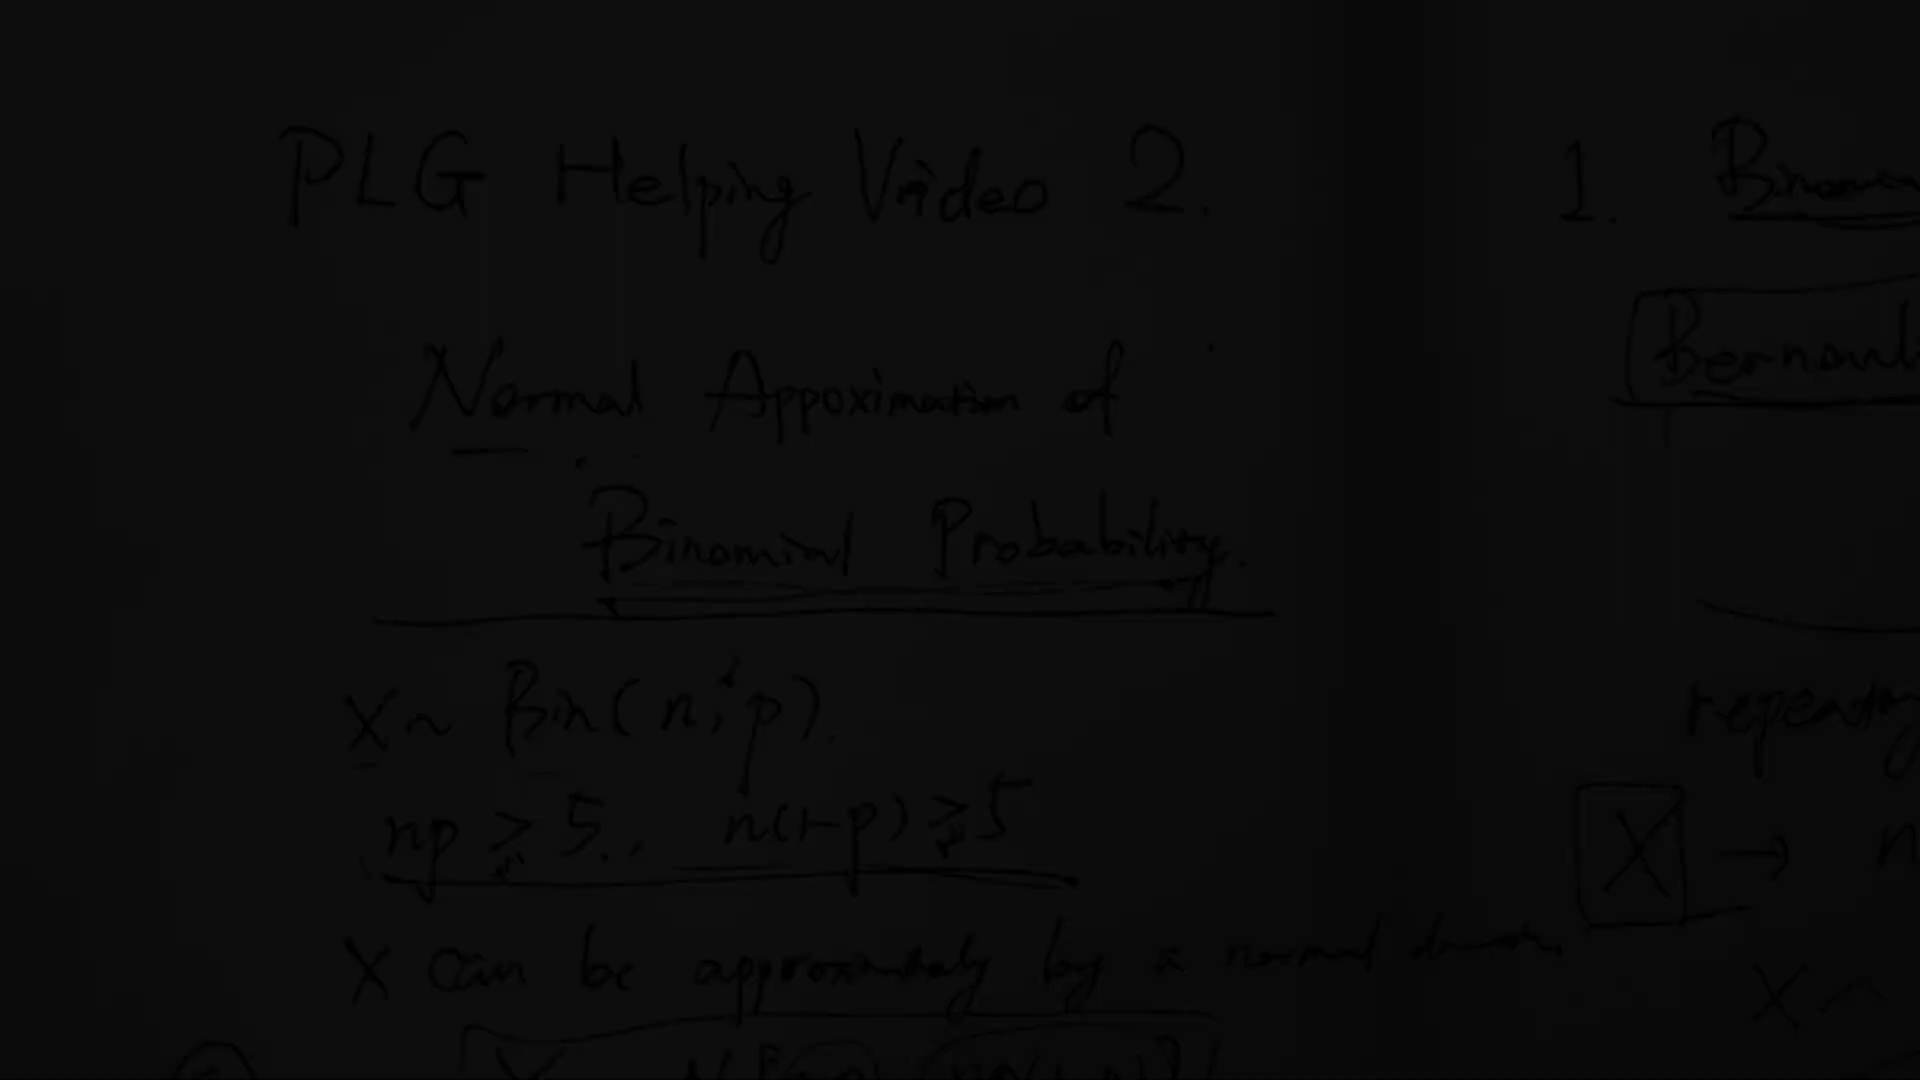 PLG Helping Video 2.
Normal Appoximation of
Binomial Probability.
X ~ Bin(n, p).
np ≥ 5, n(1-p) ≥ 5
X can be approximately by a normal
1.
repeating
X → n
X ~